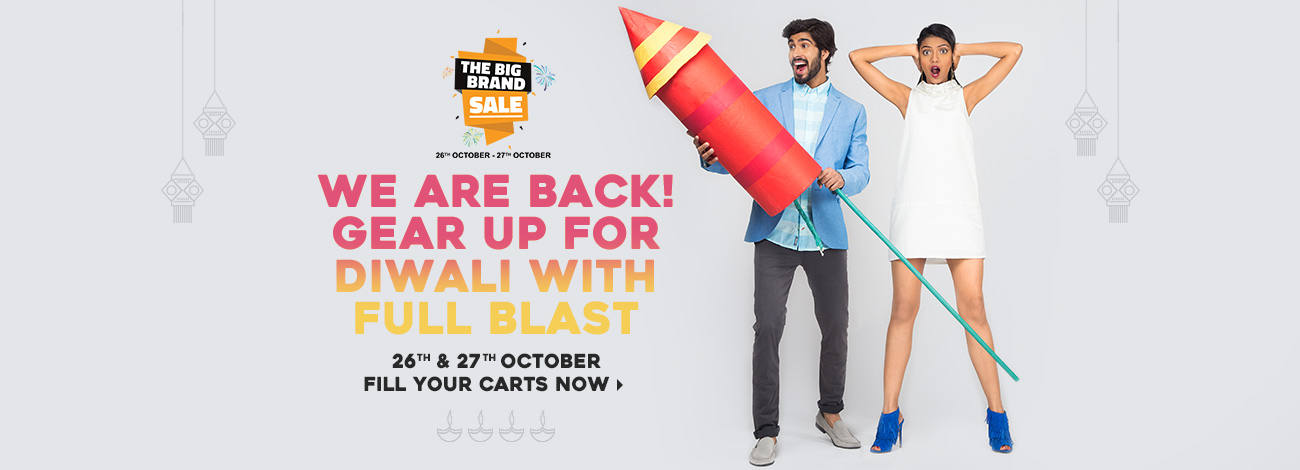 THE BIG
BRAND
SALE
26TH OCTOBER - 27TH OCTOBER
WE ARE BACK!
GEAR UP FOR
DIWALI WITH
FULL BLAST
26TH & 27TH OCTOBER
FILL YOUR CARTS NOW